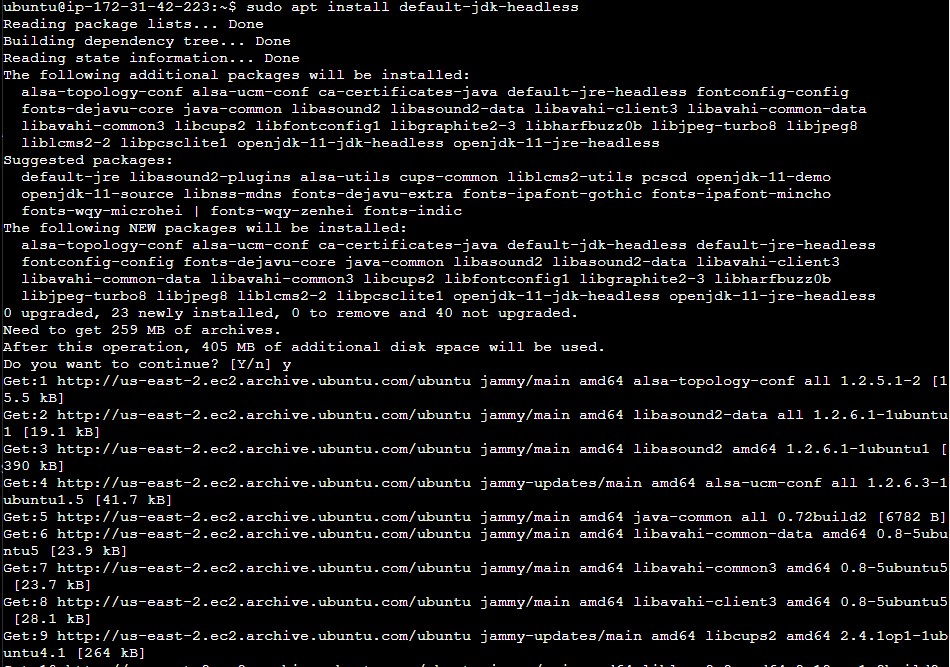 ubuntu@ip-172-31-42-223:~$ sudo apt install default-jdk-headless
Reading package lists... Done
Building dependency tree... Done
Reading state information... Done
The following additional packages will be installed:
  alsa-topology-conf alsa-ucm-conf ca-certificates-java default-jre-headless fontconfig-config
  fonts-dejavu-core java-common libasound2 libasound2-data libavahi-client3 libavahi-common-data
  libavahi-common3 libcups2 libfontconfig1 libgraphite2-3 libharfbuzz0b libjpeg-turbo8 libjpeg8
  liblcms2-2 libpcsclite1 openjdk-11-jdk-headless openjdk-11-jre-headless
Suggested packages:
  default-jre libasound2-plugins alsa-utils cups-common liblcms2-utils pcscd openjdk-11-demo
  openjdk-11-source libnss-mdns fonts-dejavu-extra fonts-ipafont-gothic fonts-ipafont-mincho
  fonts-wqy-microhei | fonts-wqy-zenhei fonts-indic
The following NEW packages will be installed:
  alsa-topology-conf alsa-ucm-conf ca-certificates-java default-jdk-headless default-jre-headless
  fontconfig-config fonts-dejavu-core java-common libasound2 libasound2-data libavahi-client3
  libavahi-common-data libavahi-common3 libcups2 libfontconfig1 libgraphite2-3 libharfbuzz0b
  libjpeg-turbo8 libjpeg8 liblcms2-2 libpcsclite1 openjdk-11-jdk-headless openjdk-11-jre-headless
0 upgraded, 23 newly installed, 0 to remove and 40 not upgraded.
Need to get 259 MB of archives.
After this operation, 405 MB of additional disk space will be used.
Do you want to continue? [Y/n] y
Get:1 http://us-east-2.ec2.archive.ubuntu.com/ubuntu jammy/main amd64 alsa-topology-conf all 1.2.5.1-2 [1
5.5 kB]
Get:2 http://us-east-2.ec2.archive.ubuntu.com/ubuntu jammy/main amd64 libasound2-data all 1.2.6.1-1ubuntu
1 [19.1 kB]
Get:3 http://us-east-2.ec2.archive.ubuntu.com/ubuntu jammy/main amd64 libasound2 amd64 1.2.6.1-1ubuntu1 [
390 kB]
Get:4 http://us-east-2.ec2.archive.ubuntu.com/ubuntu jammy-updates/main amd64 alsa-ucm-conf all 1.2.6.3-1
ubuntu1.5 [41.7 kB]
Get:5 http://us-east-2.ec2.archive.ubuntu.com/ubuntu jammy/main amd64 java-common all 0.72build2 [6782 B]
Get:6 http://us-east-2.ec2.archive.ubuntu.com/ubuntu jammy/main amd64 libavahi-common-data amd64 0.8-5ubu
ntu5 [23.9 kB]
Get:7 http://us-east-2.ec2.archive.ubuntu.com/ubuntu jammy/main amd64 libavahi-common3 amd64 0.8-5ubuntu5
 [23.7 kB]
Get:8 http://us-east-2.ec2.archive.ubuntu.com/ubuntu jammy/main amd64 libavahi-client3 amd64 0.8-5ubuntu5
 [28.1 kB]
Get:9 http://us-east-2.ec2.archive.ubuntu.com/ubuntu jammy-updates/main amd64 libcups2 amd64 2.4.1op1-1ub
untu4.1 [264 kB]